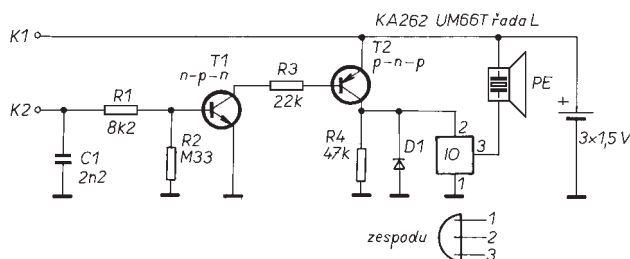 KA262 UM66T řada L
K1
T1
n-p-n
R3
22k
T2
p-n-p
PE
K2
R1
8k2
R2
M33
C1
2n2
R4
47k
D1
2
IO
3
1
+
3×1,5 V
zespodu
1
2
3